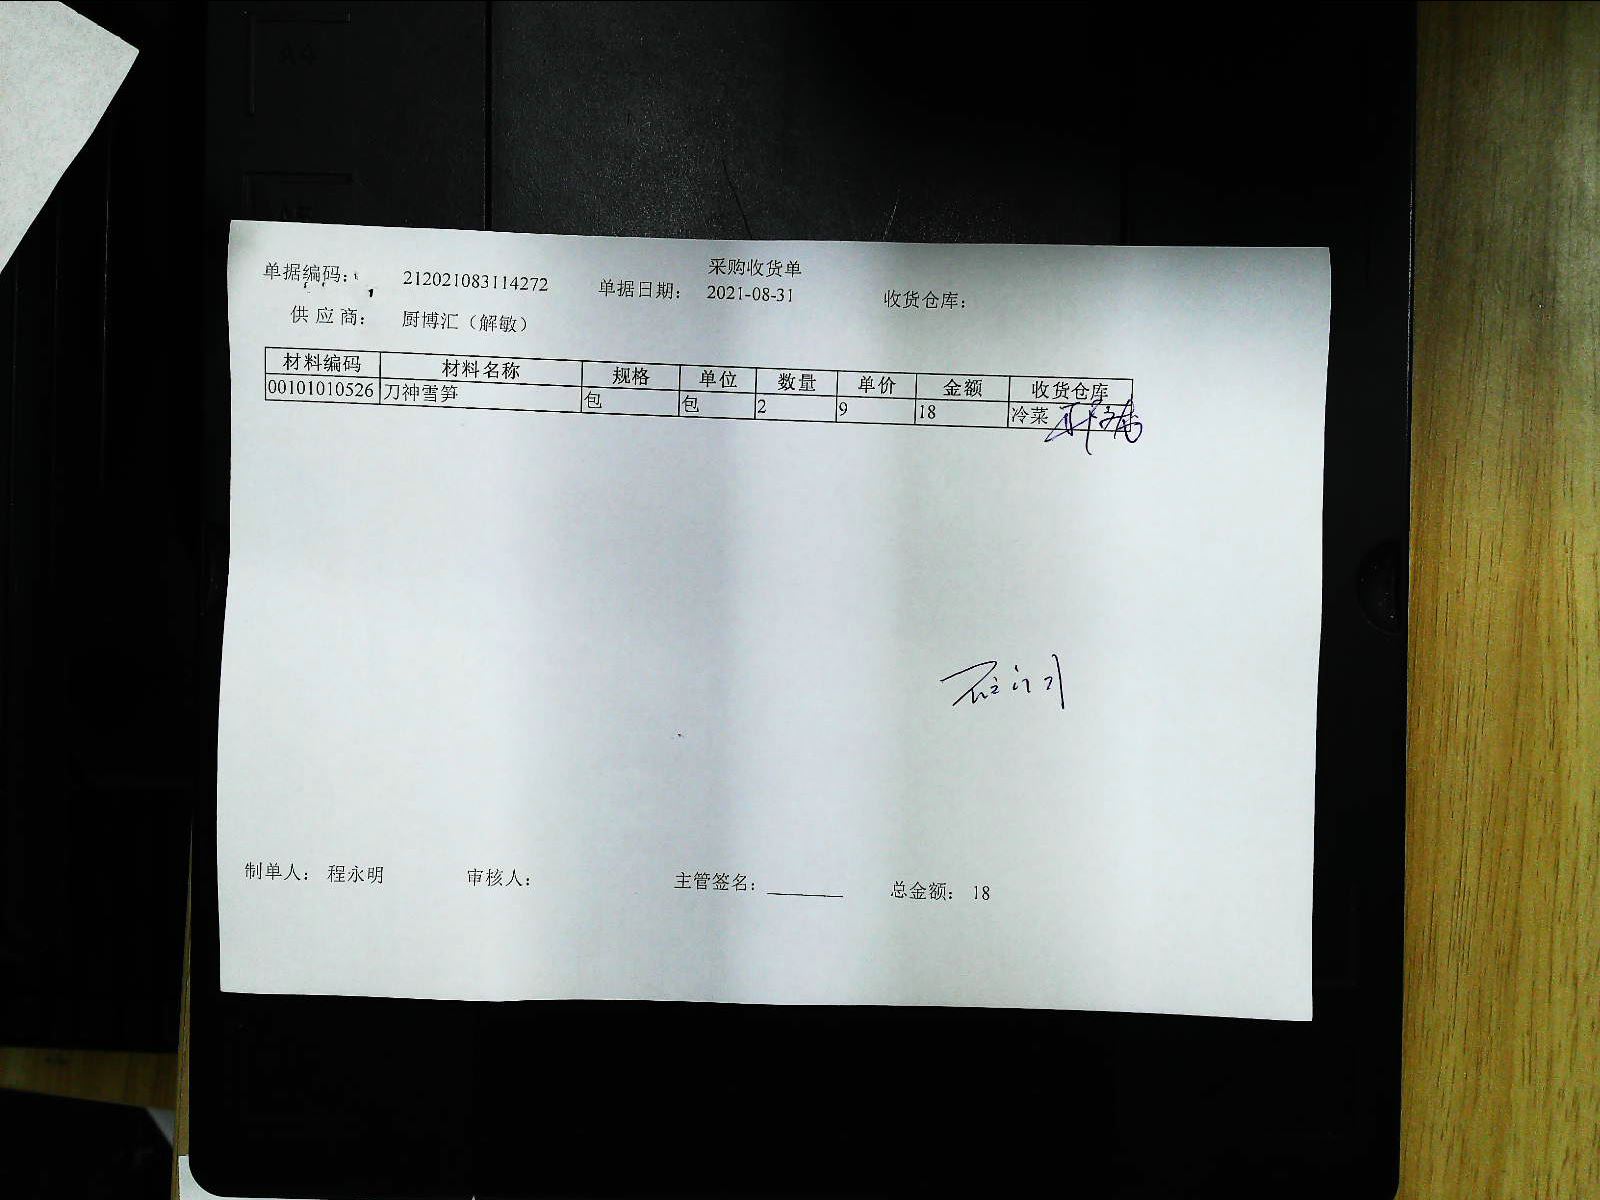 采购收货单
单据编码： 212021083114272 单据日期： 2021-08-31 收货仓库：
供应商： 厨博汇（解敏）
材料编码 材料名称 规格 单位 数量 单价 金额 收货仓库
00101010526 刀神雪笋 包 包 2 9 18 冷菜
制单人： 程永明 审核人： 主管签名： 总金额： 18